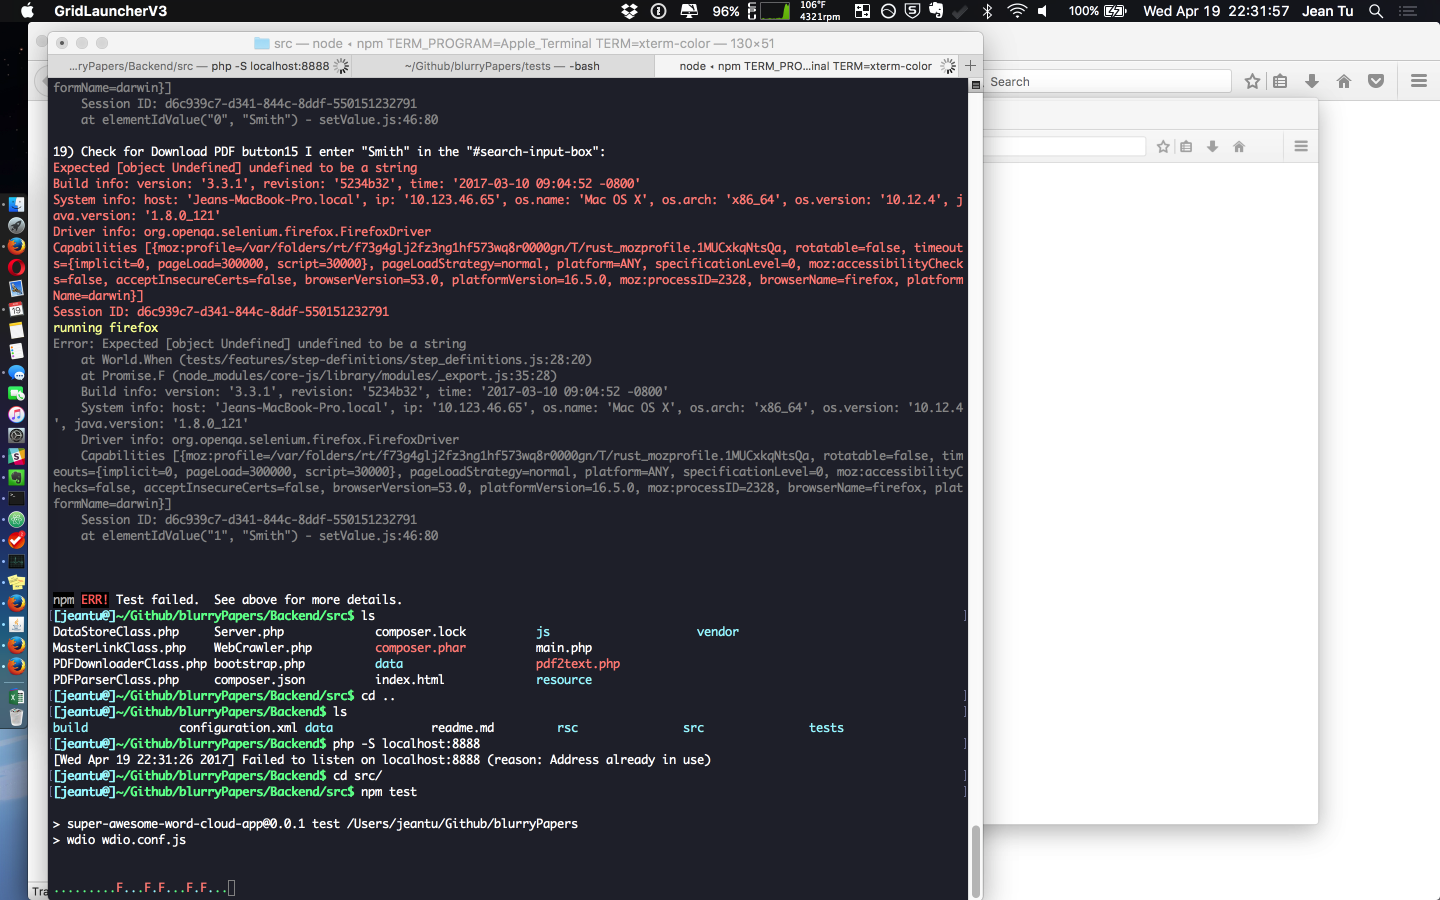 GridLauncherV3
96%
106°F
4321rpm
100%
Wed Apr 19 22:31:57
Jean Tu
src — node ◂ npm TERM_PROGRAM=Apple_Terminal TERM=xterm-color — 130×51
...ryPapers/Backend/src — php -S localhost:8888
~/Github/blurryPapers/tests — -bash
node ◂ npm TERM_PRO...inal TERM=xterm-color
Search
formName=darwin}]
Session ID: d6c939c7-d341-844c-8ddf-550151232791
at elementIdValue("0", "Smith") - setValue.js:46:80
19) Check for Download PDF button15 I enter "Smith" in the "#search-input-box":
Expected [object Undefined] undefined to be a string
Build info: version: '3.3.1', revision: '5234b32', time: '2017-03-10 09:04:52 -0800'
System info: host: 'Jeans-MacBook-Pro.local', ip: '10.123.46.65', os.name: 'Mac OS X', os.arch: 'x86_64', os.version: '10.12.4', j
ava.version: '1.8.0_121'
Driver info: org.openqa.selenium.firefox.FirefoxDriver
Capabilities [{moz:profile=/var/folders/rt/f73g4glj2fz3ng1hf573wq8r0000gn/T/rust_mozprofile.1MUCxkqNtsQa, rotatable=false, timeout
s={implicit=0, pageLoad=300000, script=30000}, pageLoadStrategy=normal, platform=ANY, specificationLevel=0, moz:accessibilityCheck
s=false, acceptInsecureCerts=false, browserVersion=53.0, platformVersion=16.5.0, moz:processID=2328, browserName=firefox, platform
Name=darwin}]
Session ID: d6c939c7-d341-844c-8ddf-550151232791
running firefox
Error: Expected [object Undefined] undefined to be a string
at World.When (tests/features/step-definitions/step_definitions.js:28:20)
at Promise.F (node_modules/core-js/library/modules/_export.js:35:28)
Build info: version: '3.3.1', revision: '5234b32', time: '2017-03-10 09:04:52 -0800'
System info: host: 'Jeans-MacBook-Pro.local', ip: '10.123.46.65', os.name: 'Mac OS X', os.arch: 'x86_64', os.version: '10.12.4
', java.version: '1.8.0_121'
Driver info: org.openqa.selenium.firefox.FirefoxDriver
Capabilities [{moz:profile=/var/folders/rt/f73g4glj2fz3ng1hf573wq8r0000gn/T/rust_mozprofile.1MUCxkqNtsQa, rotatable=false, tim
eouts={implicit=0, pageLoad=300000, script=30000}, pageLoadStrategy=normal, platform=ANY, specificationLevel=0, moz:accessibilityC
hecks=false, acceptInsecureCerts=false, browserVersion=53.0, platformVersion=16.5.0, moz:processID=2328, browserName=firefox, plat
formName=darwin}]
Session ID: d6c939c7-d341-844c-8ddf-550151232791
at elementIdValue("1", "Smith") - setValue.js:46:80
npm ERR! Test failed.  See above for more details.
[[jeantu@]~/Github/blurryPapers/Backend/src$ ls ]
DataStoreClass.php Server.php composer.lock js vendor
MasterLinkClass.php WebCrawler.php composer.phar main.php
PDFDownloaderClass.php bootstrap.php data pdf2text.php
PDFParserClass.php composer.json index.html resource
[[jeantu@]~/Github/blurryPapers/Backend/src$ cd .. ]
[[jeantu@]~/Github/blurryPapers/Backend$ ls ]
build configuration.xml data readme.md rsc src tests
[[jeantu@]~/Github/blurryPapers/Backend$ php -S localhost:8888 ]
[Wed Apr 19 22:31:26 2017] Failed to listen on localhost:8888 (reason: Address already in use)
[[jeantu@]~/Github/blurryPapers/Backend$ cd src/ ]
[[jeantu@]~/Github/blurryPapers/Backend/src$ npm test ]
> super-awesome-word-cloud-app@0.0.1 test /Users/jeantu/Github/blurryPapers
> wdio wdio.conf.js
Tra
.........F...F.F...F.F...